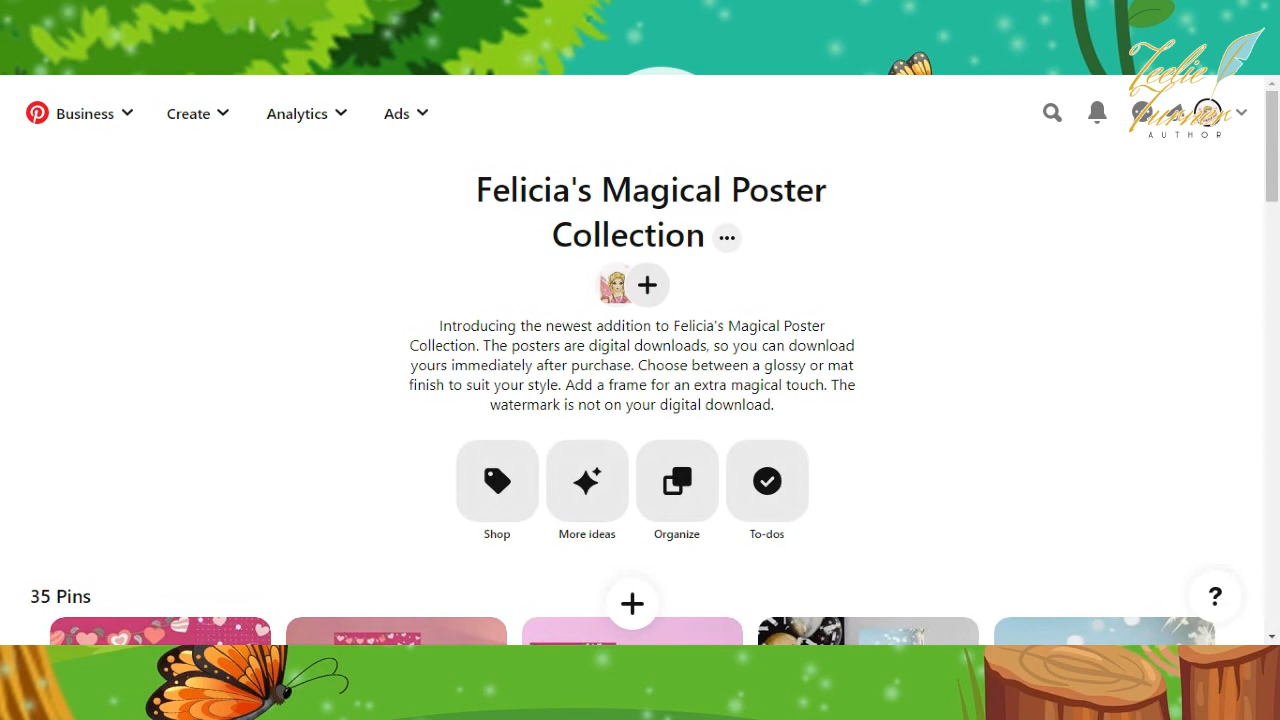 Teelie
Turner
AUTHOR
Business
Create
Analytics
Ads
Felicia's Magical Poster
Collection
Introducing the newest addition to Felicia's Magical Poster
Collection. The posters are digital downloads, so you can download
yours immediately after purchase. Choose between a glossy or mat
finish to suit your style. Add a frame for an extra magical touch. The
watermark is not on your digital download.
Shop
More ideas
Organize
To-dos
35 Pins
?